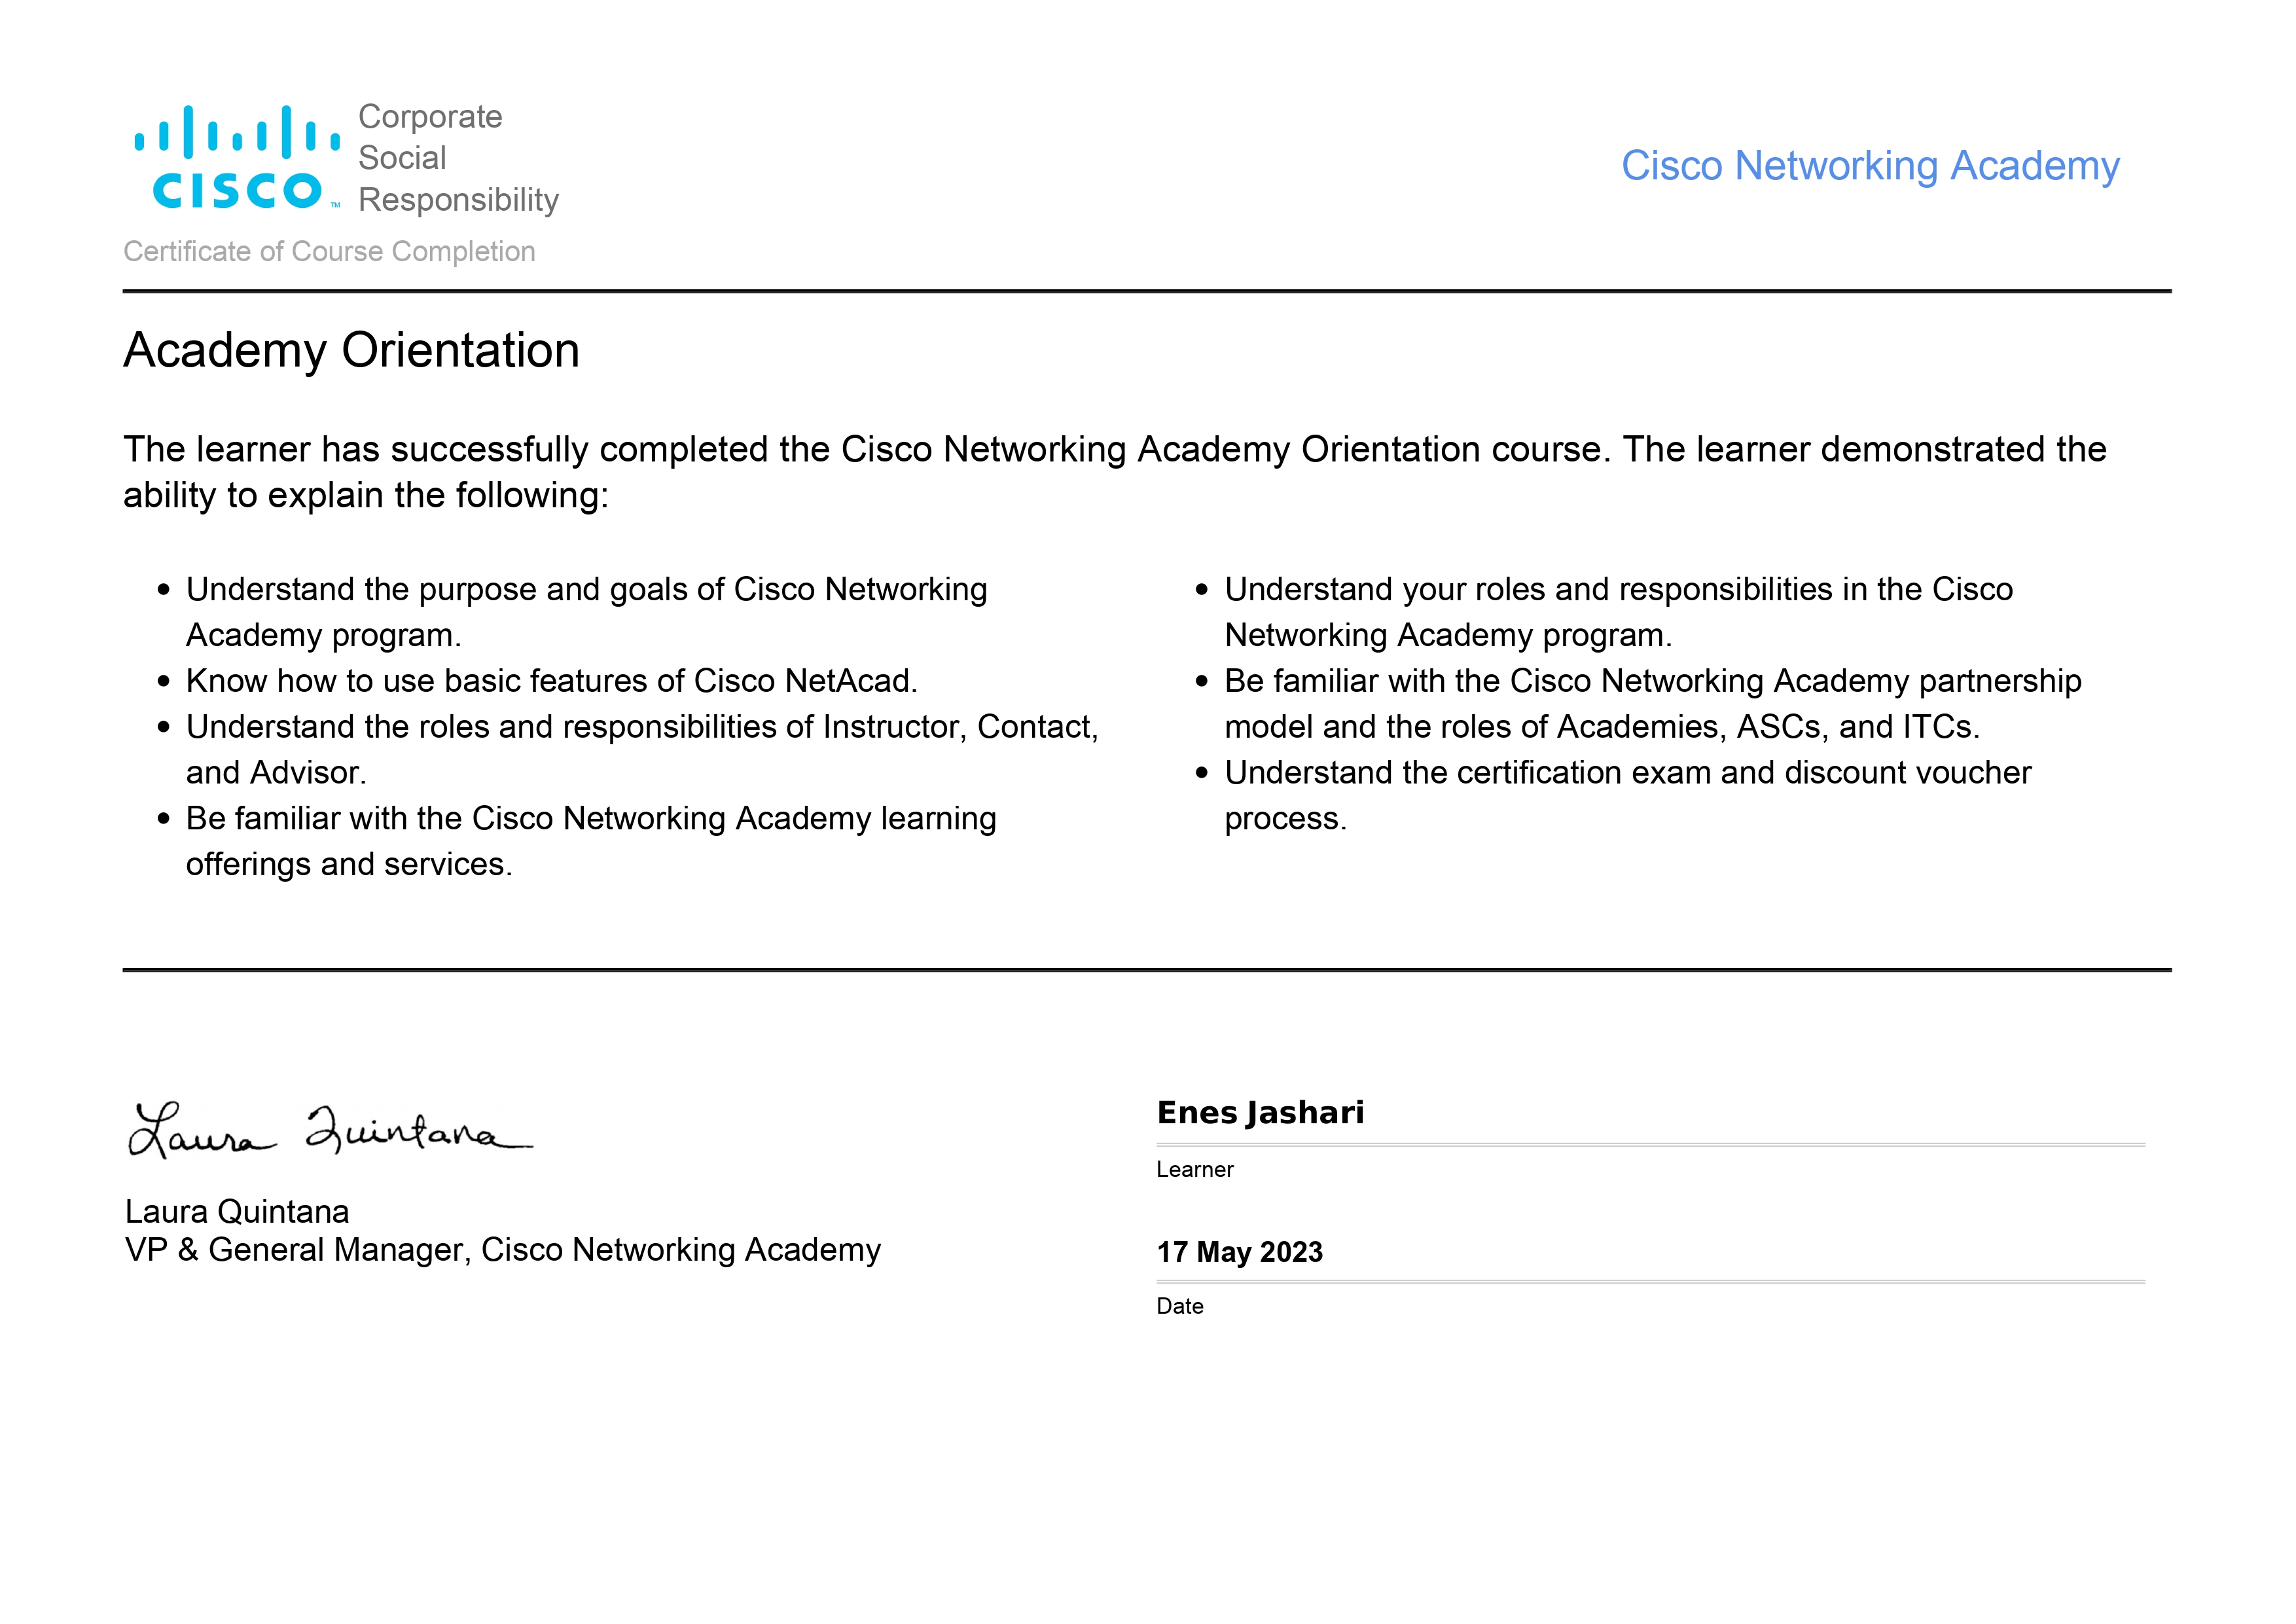 Corporate
Social
Responsibility
CISCO™
Cisco Networking Academy
Certificate of Course Completion
Academy Orientation
The learner has successfully completed the Cisco Networking Academy Orientation course. The learner demonstrated the
ability to explain the following:
• Understand the purpose and goals of Cisco Networking
Academy program.
• Know how to use basic features of Cisco NetAcad.
• Understand the roles and responsibilities of Instructor, Contact,
and Advisor.
• Be familiar with the Cisco Networking Academy learning
offerings and services.
• Understand your roles and responsibilities in the Cisco
Networking Academy program.
• Be familiar with the Cisco Networking Academy partnership
model and the roles of Academies, ASCs, and ITCs.
• Understand the certification exam and discount voucher
process.
Laura Quintana
Laura Quintana
VP & General Manager, Cisco Networking Academy
Enes Jashari
Learner
17 May 2023
Date